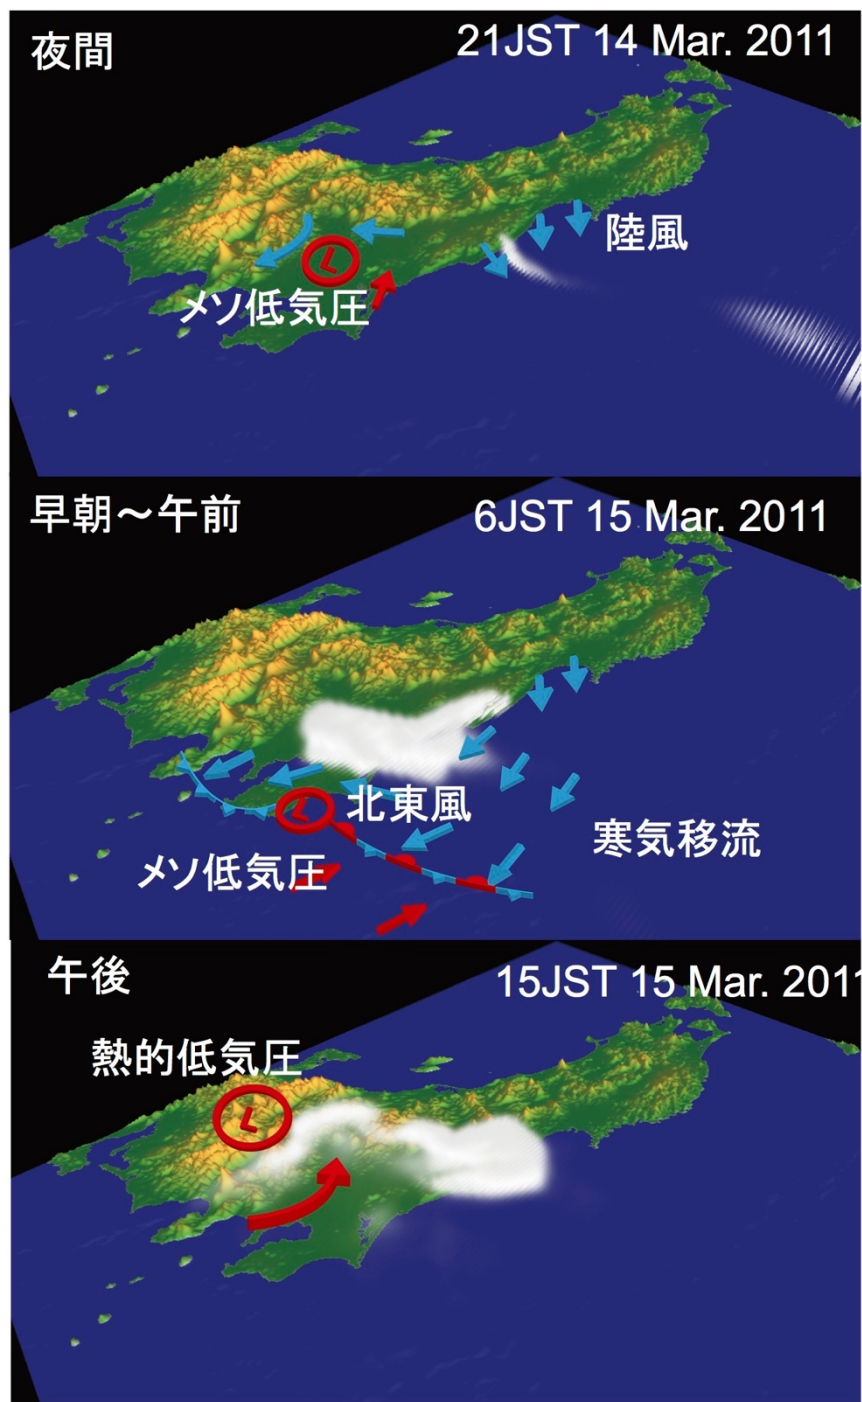 夜間
21JST 14 Mar. 2011
陸風
L
メソ低気圧
早朝～午前
6JST 15 Mar. 2011
L
北東風
寒気移流
メソ低気圧
午後
15JST 15 Mar. 2011
熱的低気圧
L